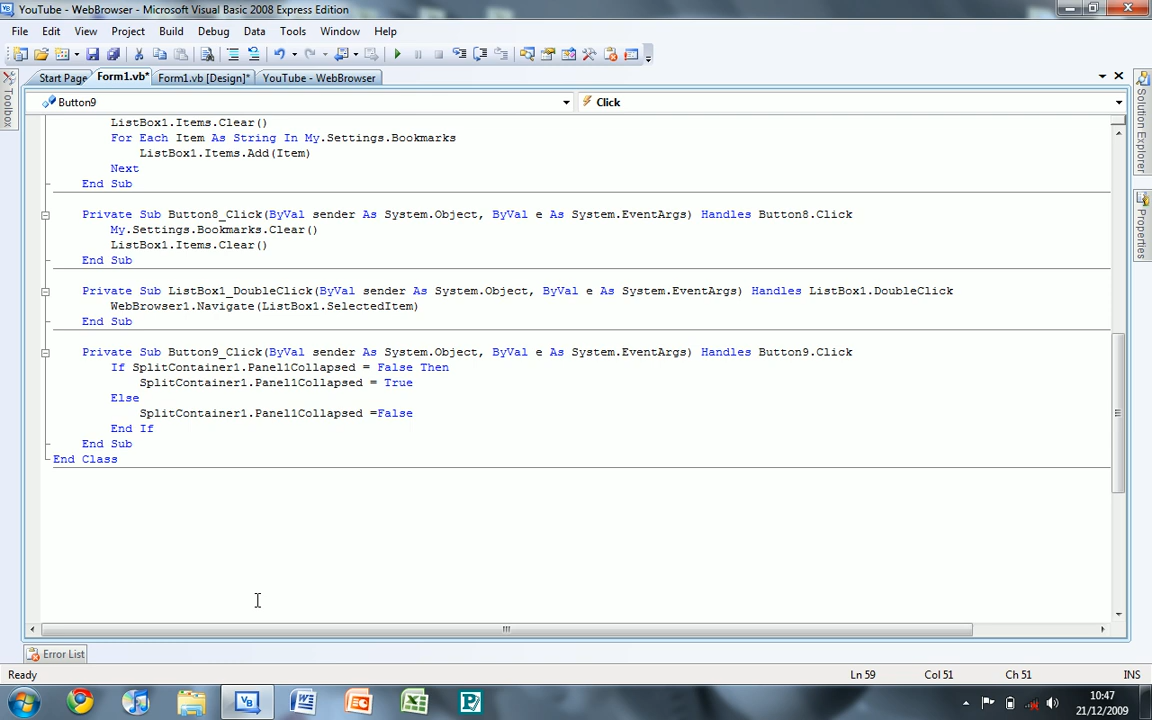 YouTube - WebBrowser - Microsoft Visual Basic 2008 Express Edition
File Edit View Project Build Debug Data Tools Window Help
Start Page Form1.vb* Form1.vb [Design]* YouTube - WebBrowser
Toolbox
Solution Explorer
Properties
Button9 Click
ListBox1.Items.Clear()
For Each Item As String In My.Settings.Bookmarks
ListBox1.Items.Add(Item)
Next
End Sub
Private Sub Button8_Click(ByVal sender As System.Object, ByVal e As System.EventArgs) Handles Button8.Click
My.Settings.Bookmarks.Clear()
ListBox1.Items.Clear()
End Sub
Private Sub ListBox1_DoubleClick(ByVal sender As System.Object, ByVal e As System.EventArgs) Handles ListBox1.DoubleClick
WebBrowser1.Navigate(ListBox1.SelectedItem)
End Sub
Private Sub Button9_Click(ByVal sender As System.Object, ByVal e As System.EventArgs) Handles Button9.Click
If SplitContainer1.Panel1Collapsed = False Then
SplitContainer1.Panel1Collapsed = True
Else
SplitContainer1.Panel1Collapsed =False
End If
End Sub
End Class
Error List
Ready Ln 59 Col 51 Ch 51 INS
10:47
21/12/2009